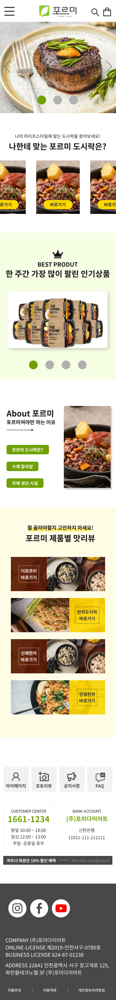 포르미
FORME FOOD
나의 라이프스타일에 맞는 도시락을 찾아보세요!
나한테 맞는 포르미 도시락은?
로가기
바로가기
바로가
BEST PRODUT
한 주간 가장 많이 팔린 인기상품
THE FORME
THE FORME
THE FORME
About 포르미
포르미여야만 하는 이유
포르미 도시락은?
수제 잡곡밥
자체 생산 시설
뭘 골라야할지 고민하지 마세요!
포르미 제품별 맛리뷰
더포르미
바로가기
반칙도시락
바로가기
신애한끼
바로가기
인생한끼
바로가기
마이페이지
포토리뷰
공지사항
FAQ
CUSTOMER CENTER
1661-1234
평일 10:00 ~ 18:00
점심 12:00 ~ 13:00
주말·공휴일 휴무
BANK ACCOUNT
(주)포미다이어트
신한은행
11011-111-111111
파트너 회원은 10% 할인 혜택
PARTNER MEMBERSHIP
COMPANY (주)포미다이어트
ONLINE-LICENSE 제2019-인천서구-0780호
BUSINESS LICENSE 624-87-01238
ADDRESS 22841 인천광역시 서구 장고개로 125,
파란들테크노텔 3F (주)포미다이어트
이용안내
이용약관
개인정보처리방침